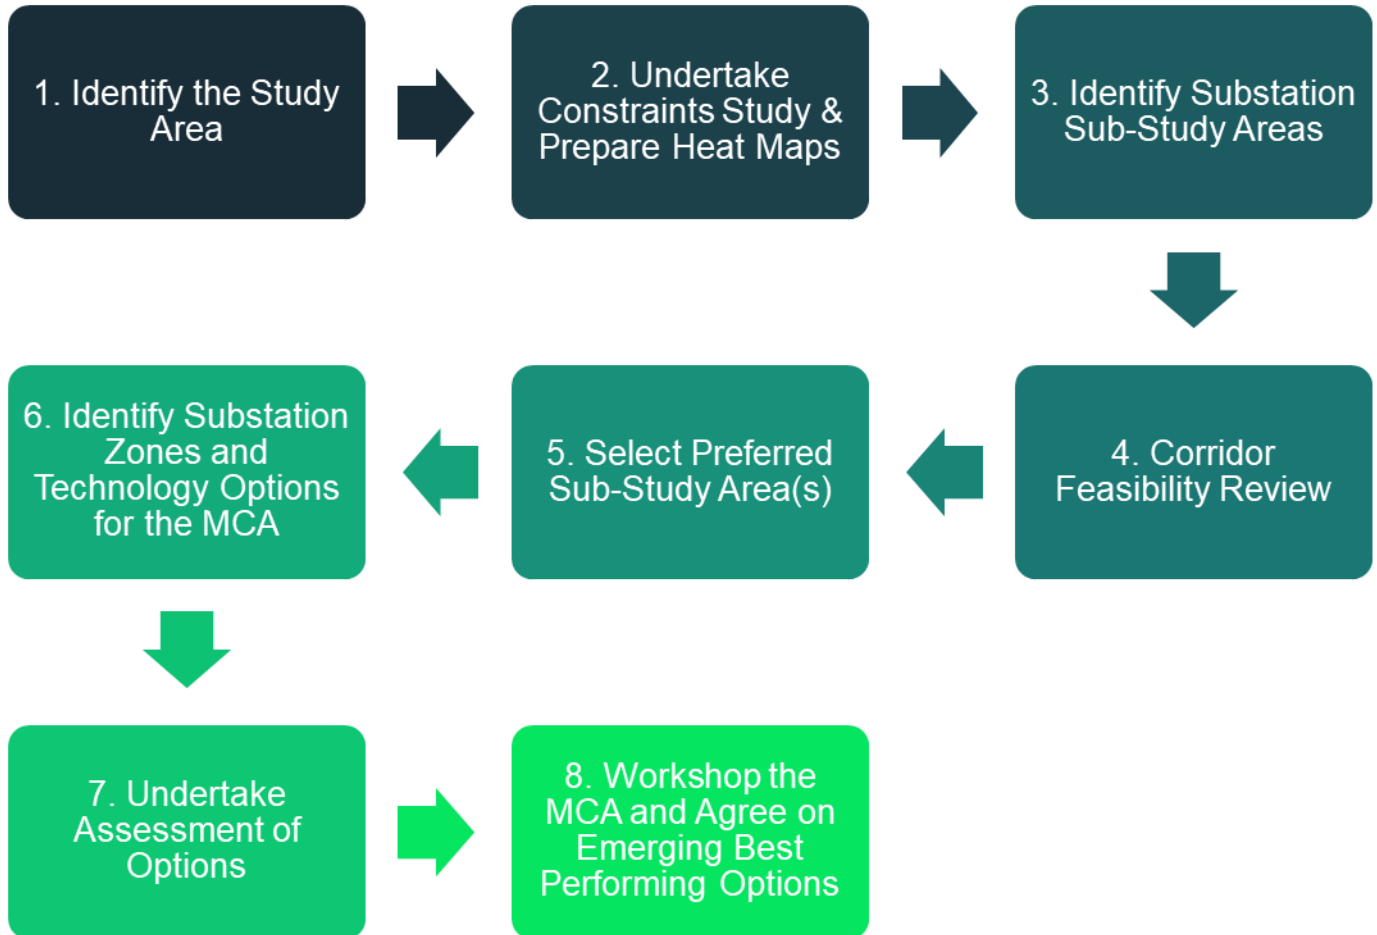 1. Identify the Study
Area
2. Undertake
Constraints Study &
Prepare Heat Maps
3. Identify Substation
Sub-Study Areas
4. Corridor
Feasibility Review
5. Select Preferred
Sub-Study Area(s)
6. Identify Substation
Zones and
Technology Options
for the MCA
7. Undertake
Assessment of
Options
8. Workshop the
MCA and Agree on
Emerging Best
Performing Options